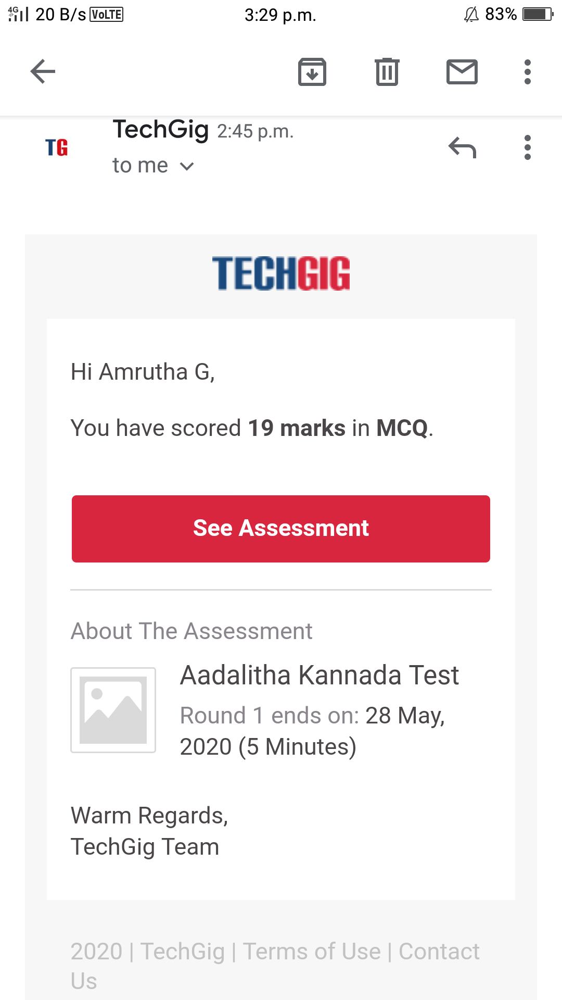 4G 20 B/s VoLTE 3:29 p.m. 83%
TechGig 2:45 p.m.
TG
to me
TECHGIG
Hi Amrutha G,
You have scored 19 marks in MCQ.
See Assessment
About The Assessment
Aadalitha Kannada Test
Round 1 ends on: 28 May,
2020 (5 Minutes)
Warm Regards,
TechGig Team
2020 | TechGig | Terms of Use | Contact
Us